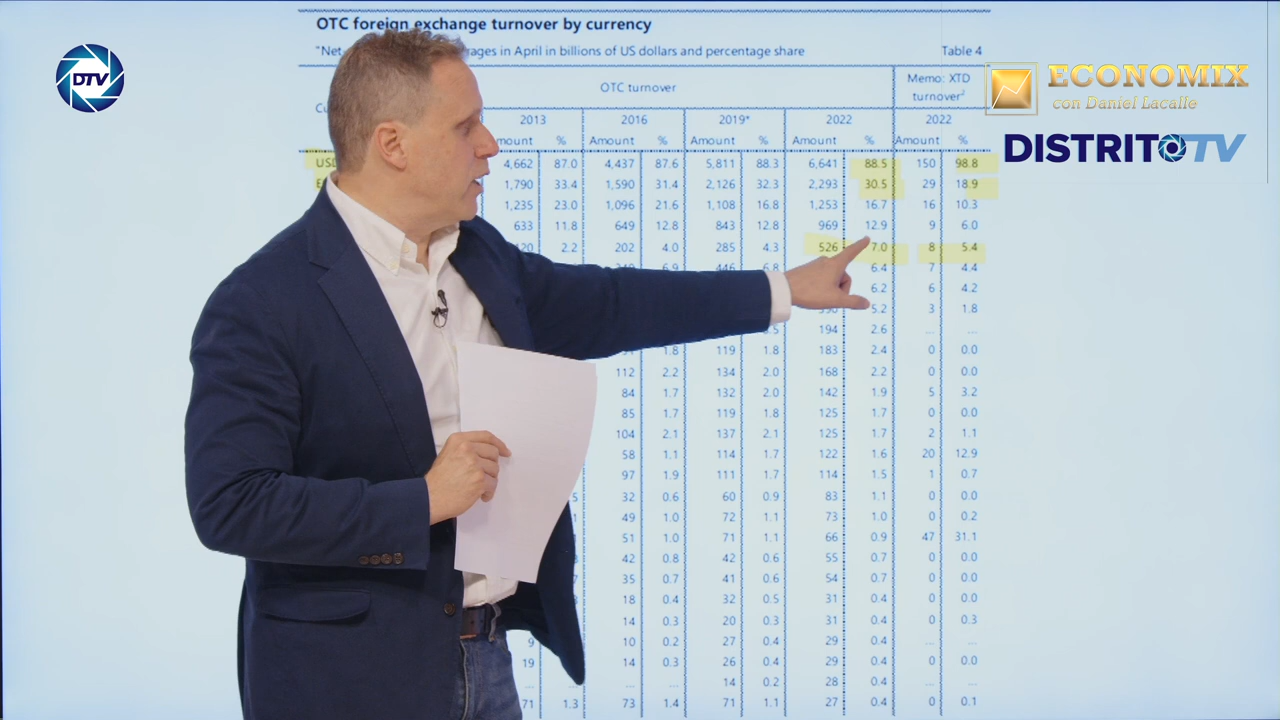 OTC foreign exchange turnover by currency
DTV
Table 4
ages in April in billions of US dollars and percentage share
OTC turnover
Memo: XTD
turnover²
ECONOMIX
con Daniel Lacalle
DISTRITO TV
2013 2016 2019* 2022 2022
% Amount % Amount % Amount % Amount %
4,662 87.0 4,437 87.6 5,811 88.3 6,641 88.5 150 98.8
1,790 33.4 1,590 31.4 2,126 32.3 2,293 30.5 29 18.9
1,235 23.0 1,096 21.6 1,108 16.8 1,253 16.7 16 10.3
633 11.8 649 12.8 843 12.8 969 12.9 9 6.0
120 2.2 202 4.0 285 4.3 526 7.0 8 5.4
6.4 7 4.4
6.2 6 4.2
5.2 3 1.8
194 2.6 ... ...
1.8 119 1.8 183 2.4 0 0.0
112 2.2 134 2.0 168 2.2 0 0.0
84 1.7 132 2.0 142 1.9 5 3.2
85 1.7 119 1.8 125 1.7 0 0.0
104 2.1 137 2.1 125 1.7 2 1.1
58 1.1 114 1.7 122 1.6 20 12.9
97 1.9 111 1.7 114 1.5 1 0.7
32 0.6 60 0.9 83 1.1 0 0.0
49 1.0 72 1.1 73 1.0 0 0.2
51 1.0 71 1.1 66 0.9 47 31.1
42 0.8 42 0.6 55 0.7 0 0.0
35 0.7 41 0.6 54 0.7 0 0.0
18 0.4 32 0.5 31 0.4 0 0.0
14 0.3 20 0.3 31 0.4 0 0.3
9 10 0.2 27 0.4 29 0.4 ... ...
19 14 0.3 26 0.4 29 0.4 0 0.0
... ... ... 14 0.2 28 0.4 ... ...
71 1.3 73 1.4 71 1.1 27 0.4 0 0.1